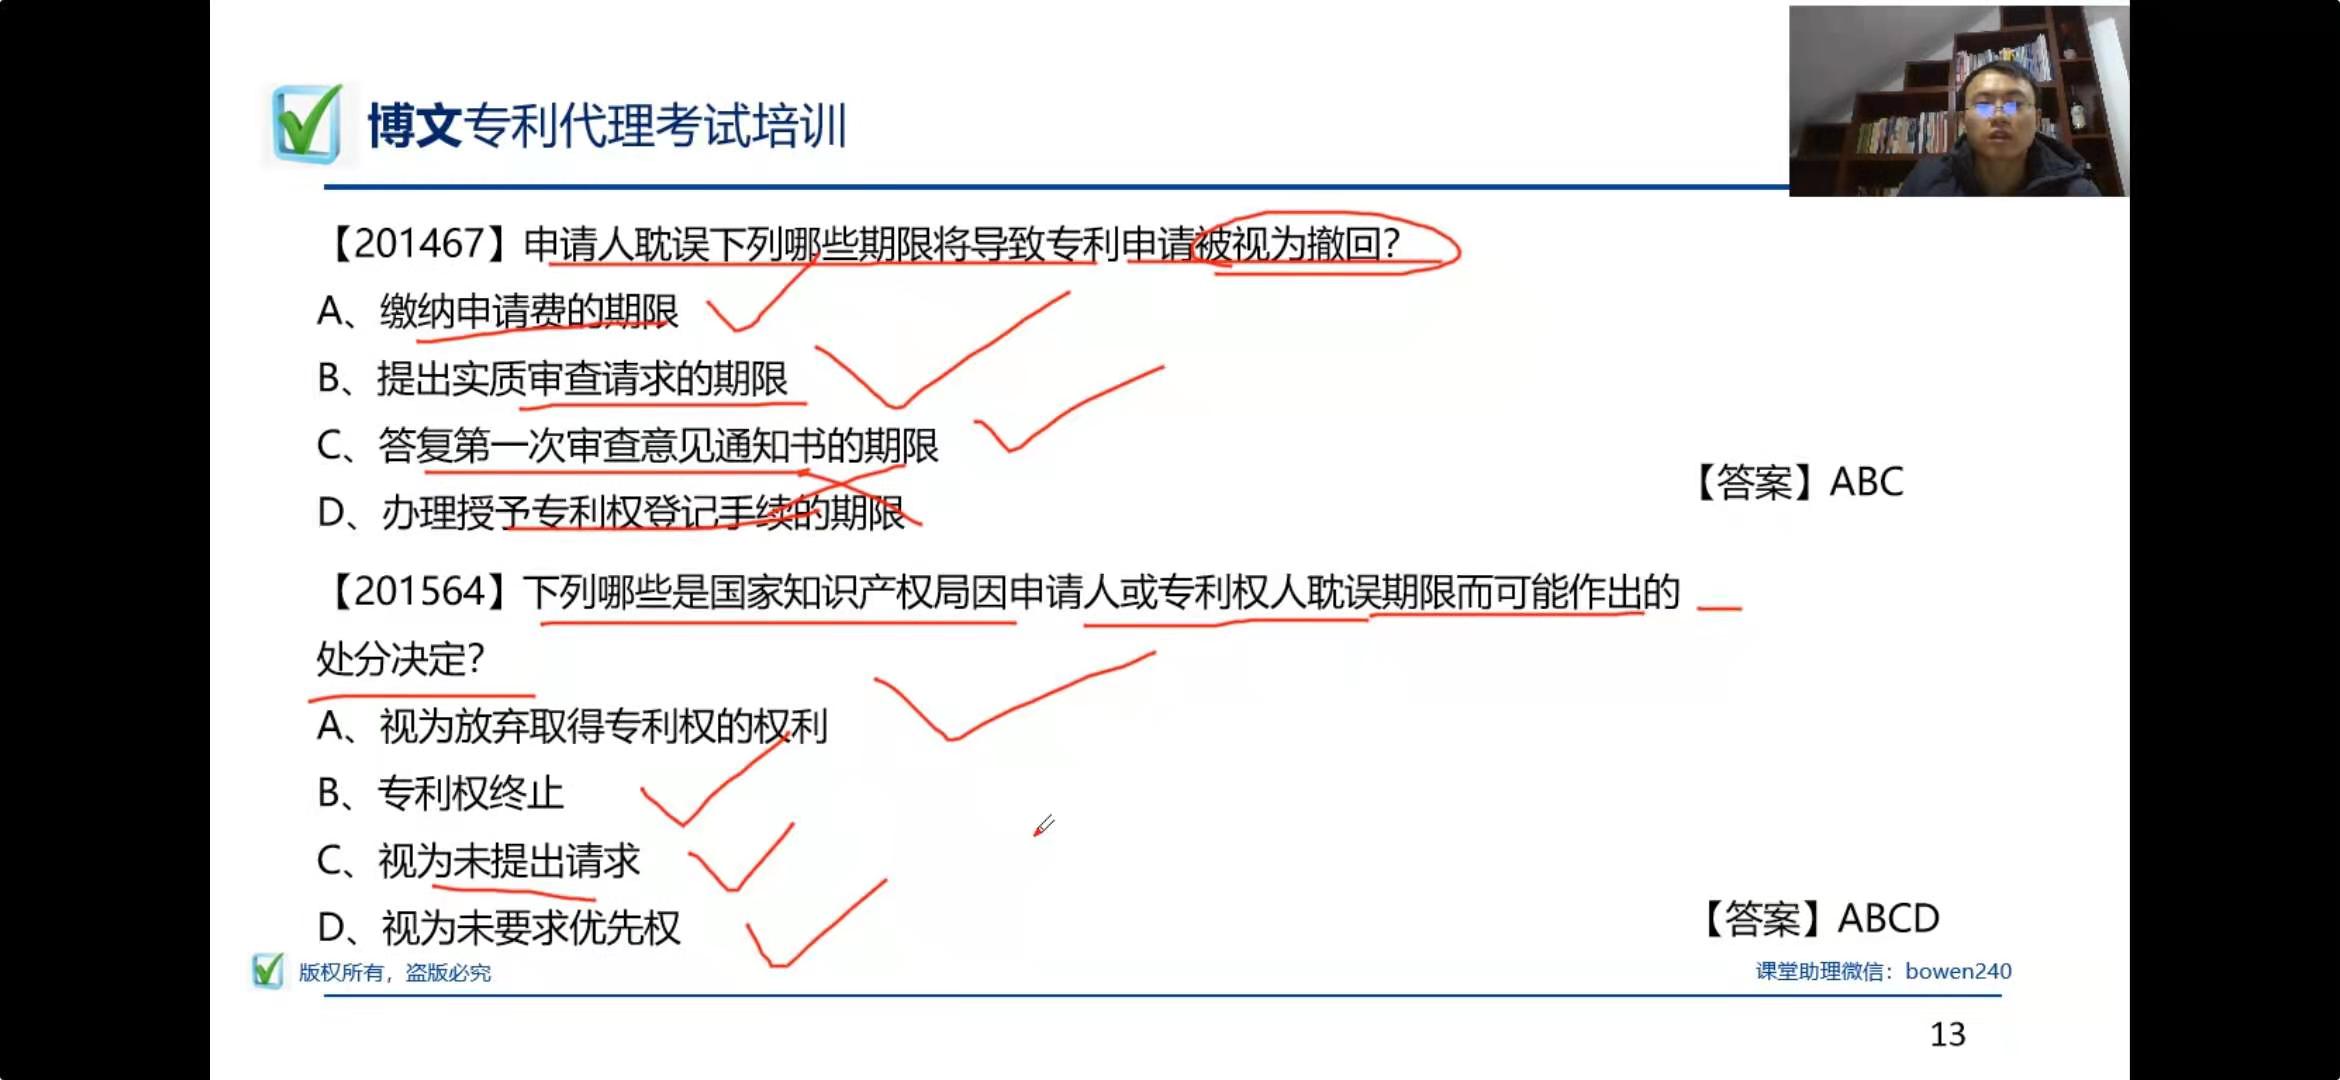 博文专利代理考试培训
【201467】申请人耽误下列哪些期限将导致专利申请被视为撤回?
A、缴纳申请费的期限
B、提出实质审查请求的期限
C、答复第一次审查意见通知书的期限
D、办理授予专利权登记手续的期限
【答案】ABC
【201564】下列哪些是国家知识产权局因申请人或专利权人耽误期限而可能作出的
处分决定?
A、视为放弃取得专利权的权利
B、专利权终止
C、视为未提出请求
D、视为未要求优先权
【答案】ABCD
版权所有，盗版必究
课堂助理微信：bowen240
13